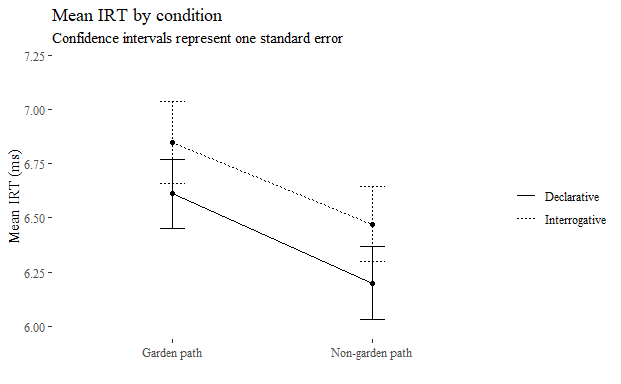 Mean IRT by condition
Confidence intervals represent one standard error
7.25
7.00
6.75
6.50
6.25
6.00
Mean IRT (ms)
Garden path
Non-garden path
Declarative
Interrogative